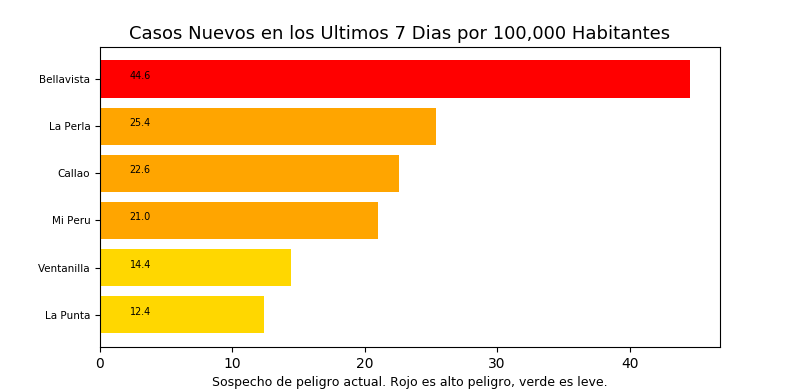 Casos Nuevos en los Ultimos 7 Dias por 100,000 Habitantes
Bellavista 44.6
La Perla 25.4
Callao 22.6
Mi Peru 21.0
Ventanilla 14.4
La Punta 12.4
0 10 20 30 40
Sospecho de peligro actual. Rojo es alto peligro, verde es leve.